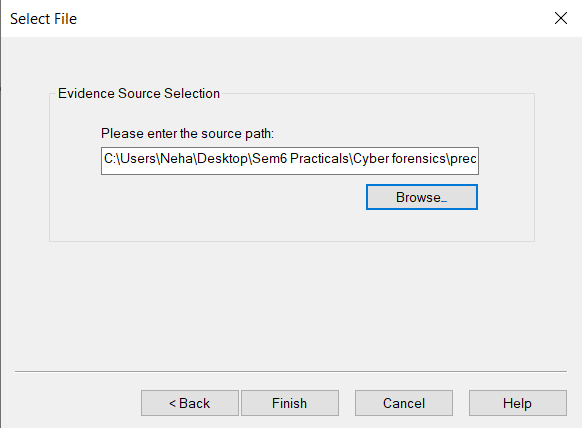 Select File
Evidence Source Selection
Please enter the source path:
C:\Users\Neha\Desktop\Sem6 Practicals\Cyber forensics\prec
Browse...
< Back
Finish
Cancel
Help